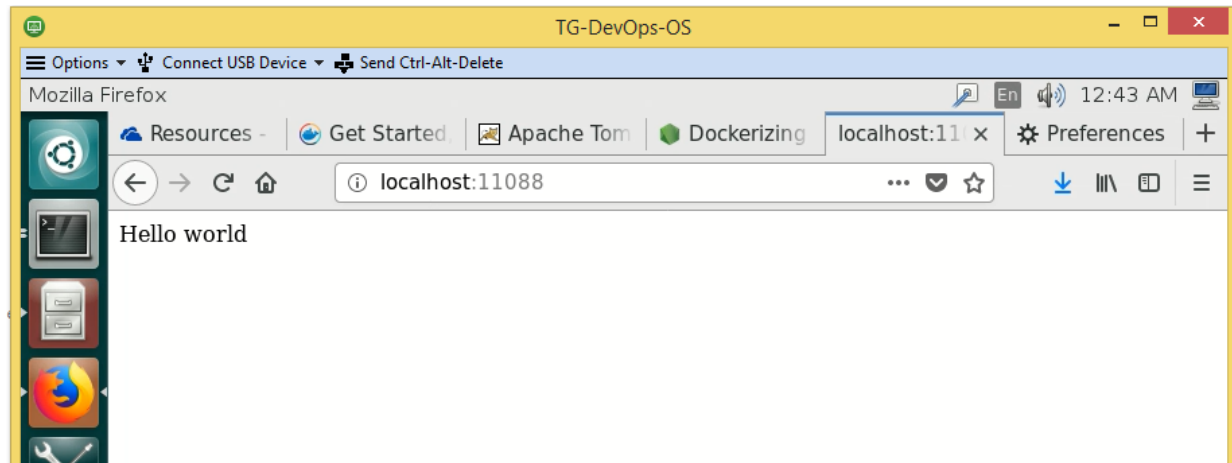 TG-DevOps-OS
Options Connect USB Device Send Ctrl-Alt-Delete
Mozilla Firefox En 12:43 AM
Resources - Get Started, Apache Tom Dockerizing localhost:11 Preferences
localhost:11088
Hello world